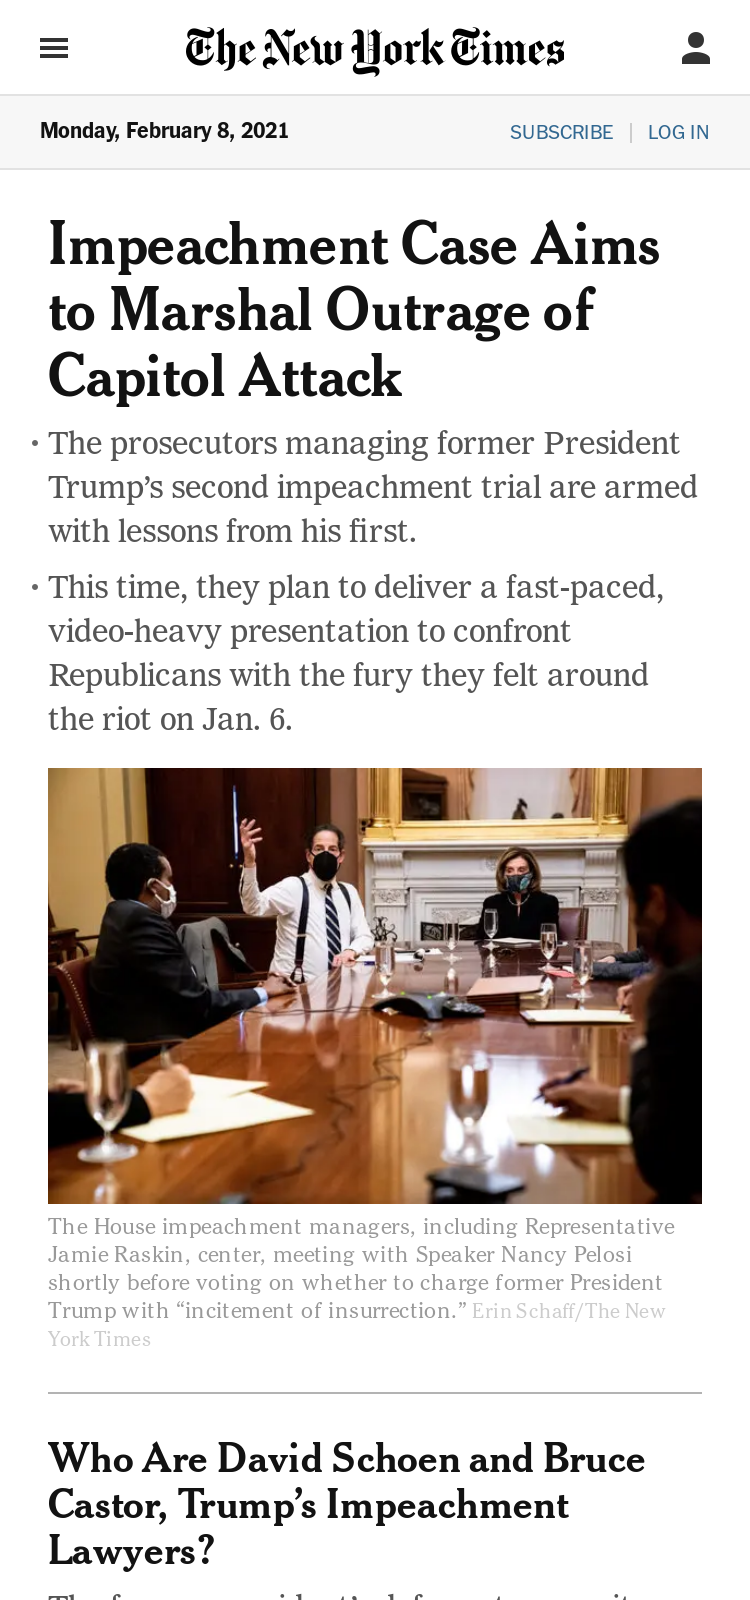 The New York Times
Monday, February 8, 2021
SUBSCRIBE | LOG IN
Impeachment Case Aims
to Marshal Outrage of
Capitol Attack
• The prosecutors managing former President
Trump’s second impeachment trial are armed
with lessons from his first.
• This time, they plan to deliver a fast-paced,
video-heavy presentation to confront
Republicans with the fury they felt around
the riot on Jan. 6.
The House impeachment managers, including Representative
Jamie Raskin, center, meeting with Speaker Nancy Pelosi
shortly before voting on whether to charge former President
Trump with “incitement of insurrection.” Erin Schaff/The New
York Times
Who Are David Schoen and Bruce
Castor, Trump’s Impeachment
Lawyers?